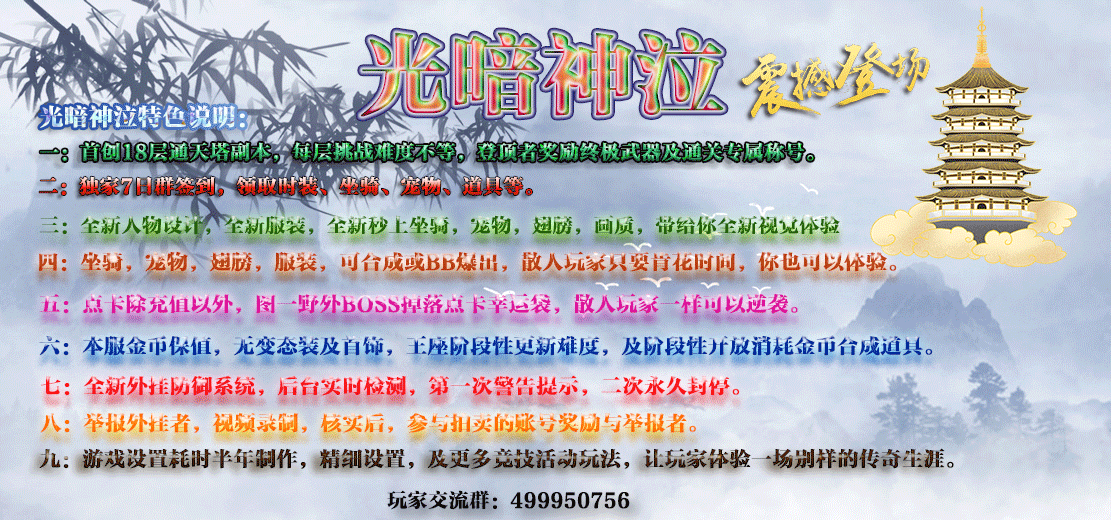 光暗神泣
震撼登场
光暗神泣特色说明：
一：首创18层通天塔副本，每层挑战难度不等，登顶者奖励终极武器及通关专属称号。
二：独家7日群签到，领取时装、坐骑、宠物、道具等。
三：全新人物设计，全新服装，全新秒上坐骑，宠物，翅膀，画质，带给你全新视觉体验
四：坐骑，宠物，翅膀，服装，可合成或BB爆出，散人玩家只要肯花时间，你也可以体验。
五：点卡除充值以外，图一野外BOSS掉落点卡幸运袋，散人玩家一样可以逆袭。
六：本服金币保值，无变态装及首饰，王座阶段性更新难度，及阶段性开放消耗金币合成道具。
七：全新外挂防御系统，后台实时检测，第一次警告提示，二次永久封停。
八：举报外挂者，视频录制，核实后，参与拍卖的账号奖励与举报者。
九：游戏设置耗时半年制作，精细设置，及更多竞技活动玩法，让玩家体验一场别样的传奇生涯。
玩家交流群：499950756